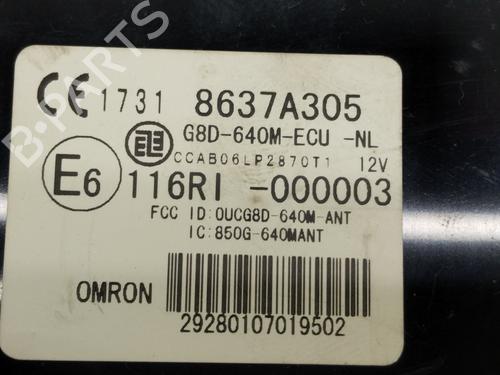 B-PARTS
CE 1731 8637A305
G8D-640M-ECU -NL
CCAB06LP2870T1 12V
E6 116RI -000003
FCC ID:OUCG8D-640M-ANT
IC:850G-640MANT
OMRON
29280107019502